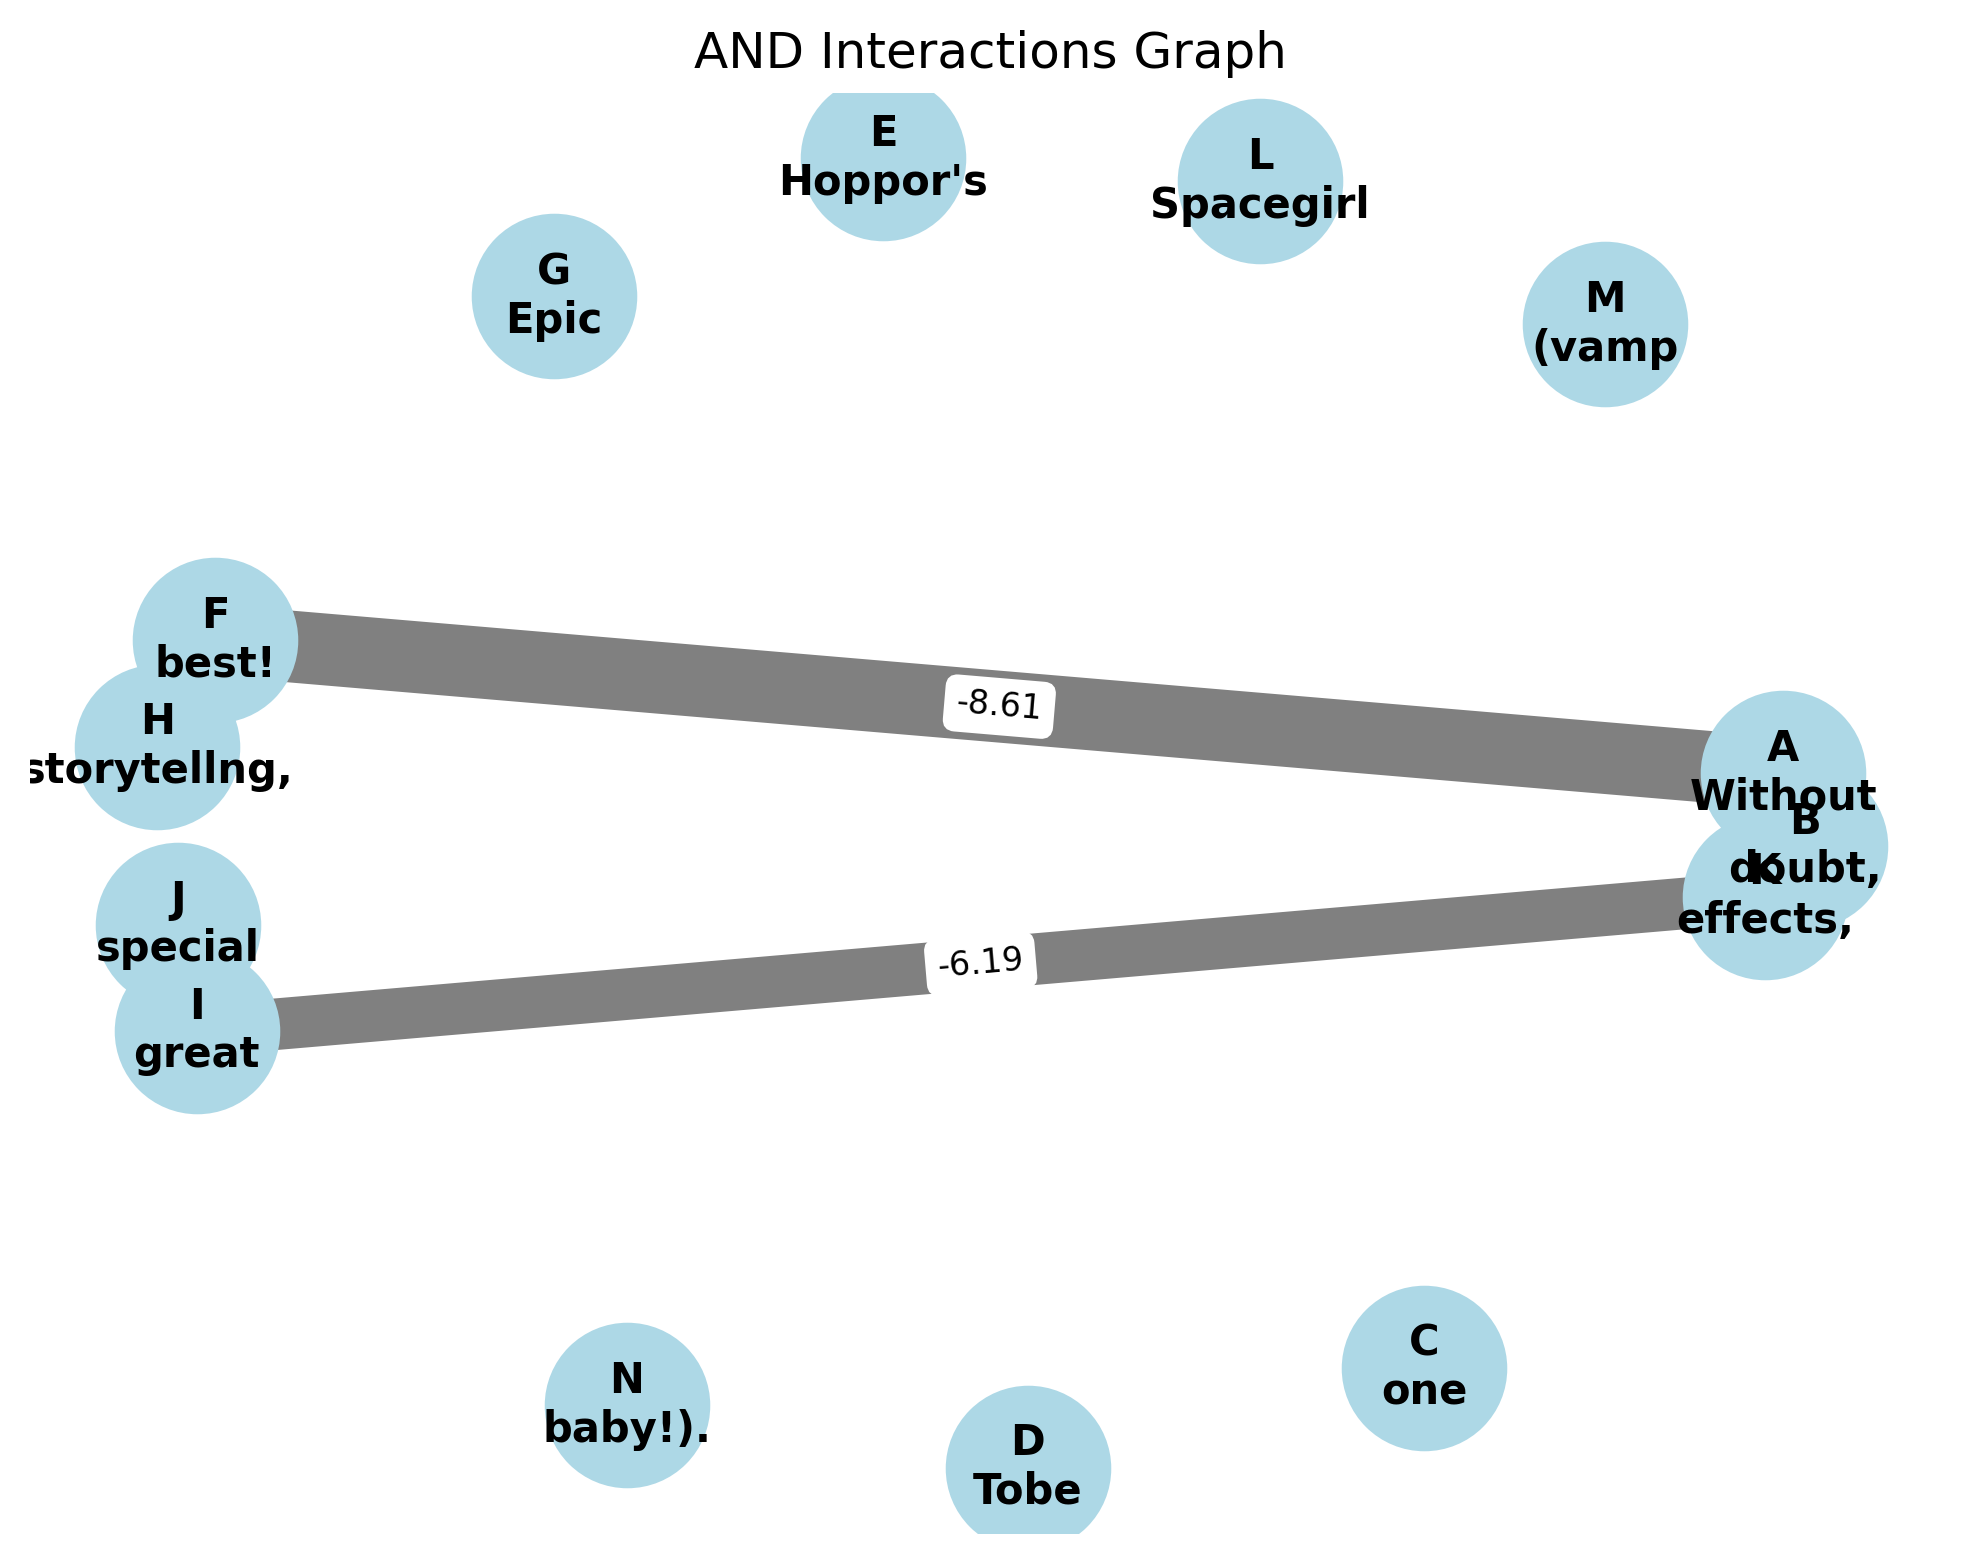 AND Interactions Graph
E
Hoppor's
L
Spacegirl
G
Epic
M
(vamp
F
best!
-8.61
H
storytellng,
A
Without
B
doubt,
K
effects,
J
special
-6.19
I
great
C
one
N
baby!).
D
Tobe